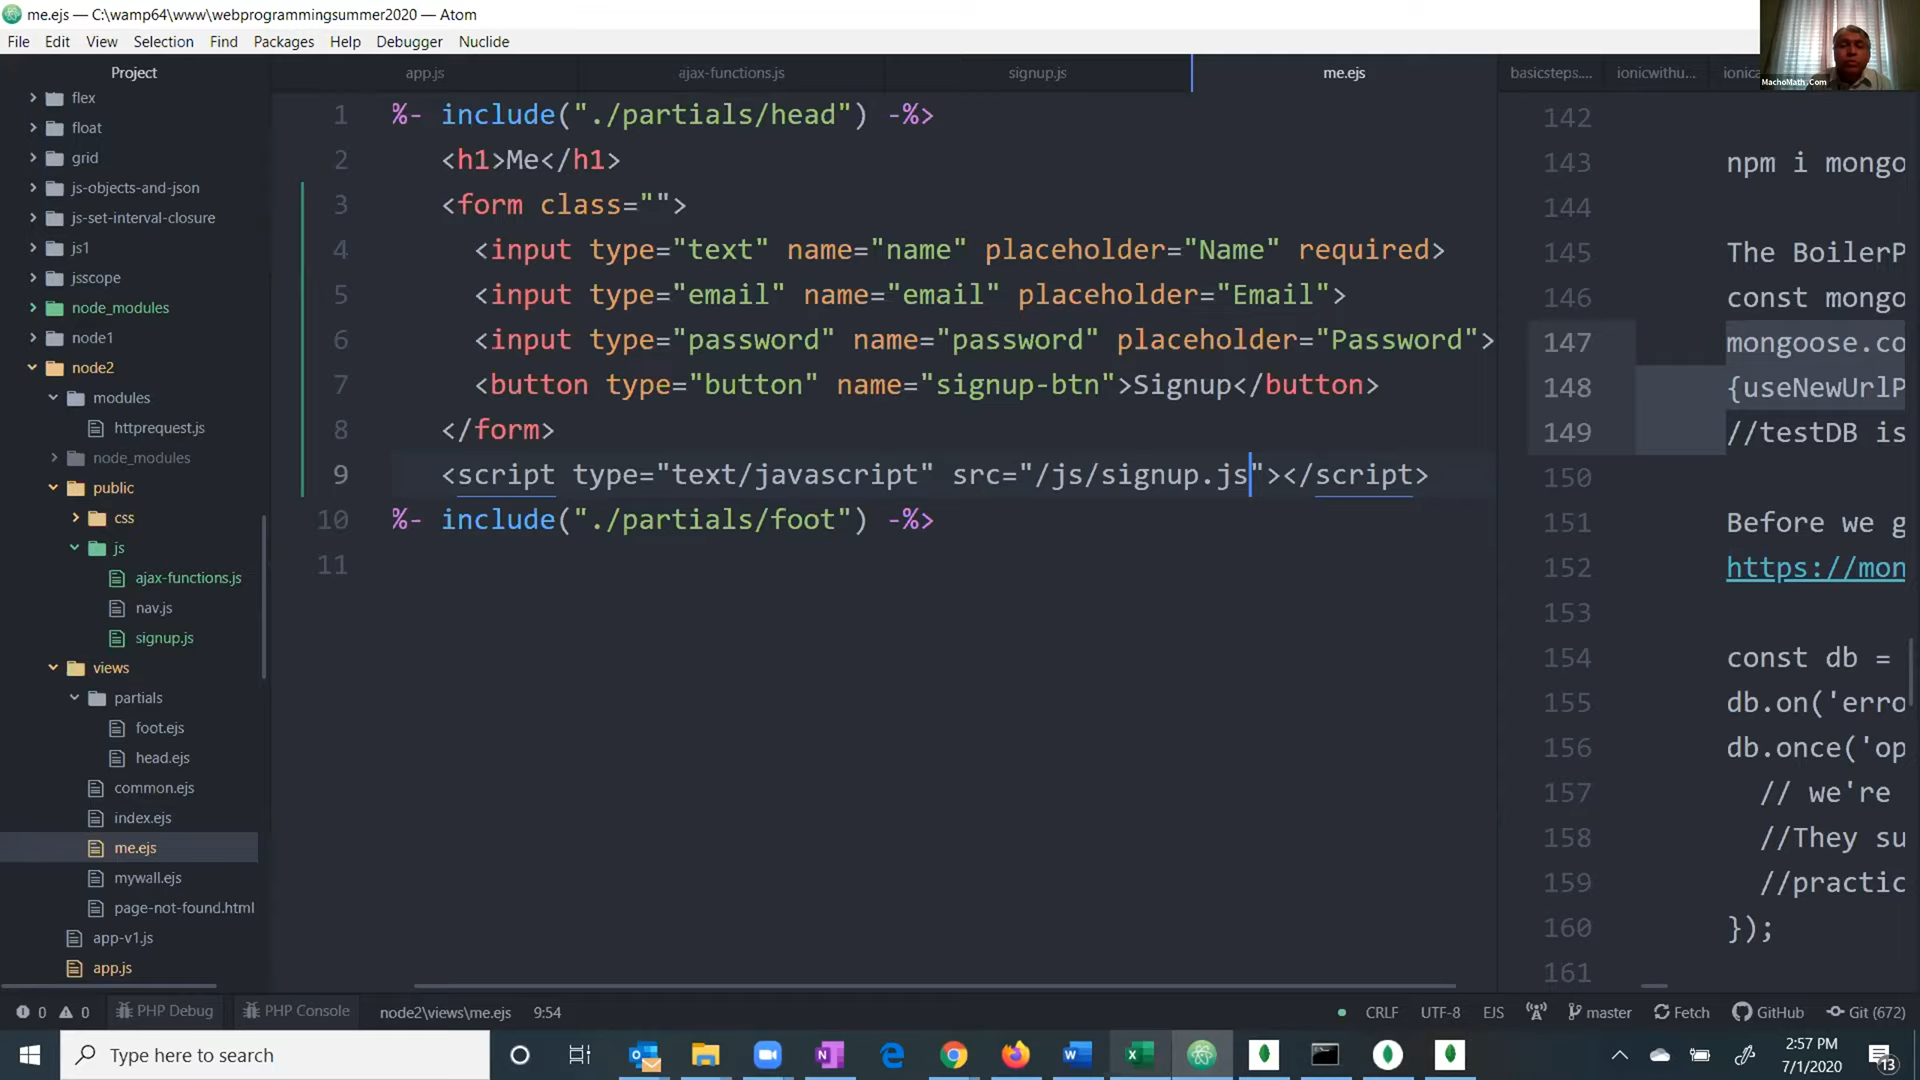 me.ejs — C:\wamp64\www\webprogrammingsummer2020 — Atom
File Edit View Selection Find Packages Help Debugger Nuclide
MachoMath.Com
Project
flex
float
grid
js-objects-and-json
js-set-interval-closure
js1
jsscope
node_modules
node1
node2
modules
httprequest.js
node_modules
public
css
js
ajax-functions.js
nav.js
signup.js
views
partials
foot.ejs
head.ejs
common.ejs
index.ejs
me.ejs
mywall.ejs
page-not-found.html
app-v1.js
app.js
app.js ajax-functions.js signup.js me.ejs
1 %- include("./partials/head") -%>
2 <h1>Me</h1>
3 <form class="">
4 <input type="text" name="name" placeholder="Name" required>
5 <input type="email" name="email" placeholder="Email">
6 <input type="password" name="password" placeholder="Password">
7 <button type="button" name="signup-btn">Signup</button>
8 </form>
9 <script type="text/javascript" src="/js/signup.js"></script>
10 %- include("./partials/foot") -%>
11
basicsteps.... ionicwithu... ionica
142
143 npm i mongo
144
145 The BoilerP
146 const mongo
147 mongoose.co
148 {useNewUrlP
149 //testDB is
150
151 Before we g
152 https://mon
153
154 const db =
155 db.on('erro
156 db.once('op
157 // we're
158 //They su
159 //practic
160 });
161
0 0 PHP Debug PHP Console node2\views\me.ejs 9:54 CRLF UTF-8 EJS master Fetch GitHub Git (672)
Type here to search
2:57 PM
7/1/2020
13